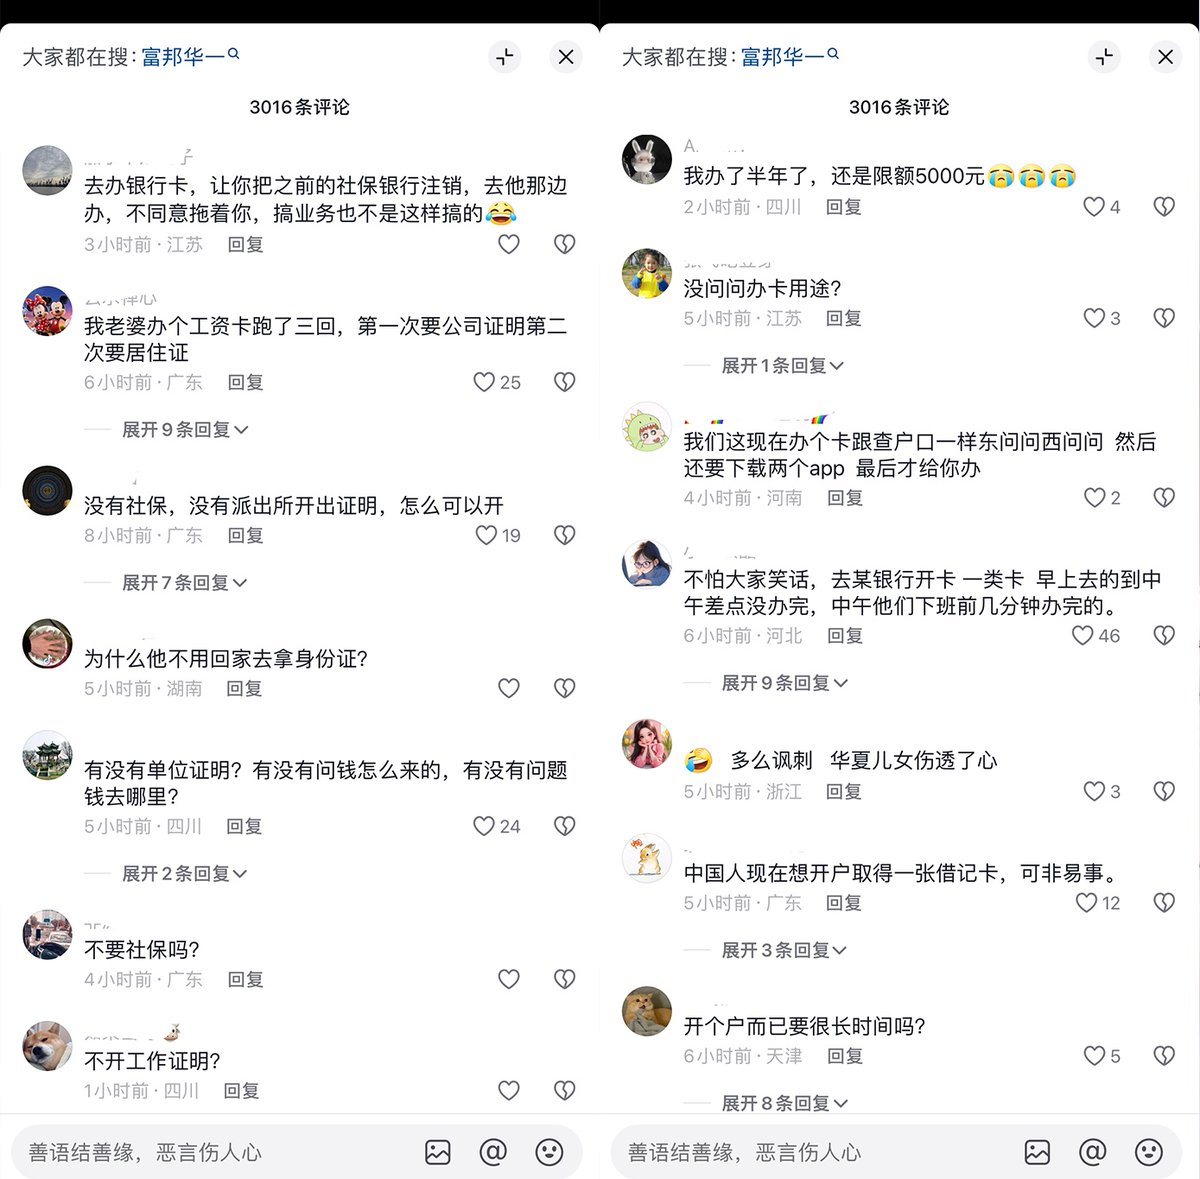 大家都在搜:富邦华一
3016条评论
去办银行卡，让你把之前的社保银行注销，去他那边
办，不同意拖着你，搞业务也不是这样搞的😂
3小时前·江苏 回复
我老婆办个工资卡跑了三回，第一次要公司证明第二
次要居住证
6小时前·广东 回复 25
展开9条回复
没有社保，没有派出所开出证明，怎么可以开
8小时前·广东 回复 19
展开7条回复
为什么他不用回家去拿身份证?
5小时前·湖南 回复
有没有单位证明? 有没有问钱怎么来的，有没有问题
钱去哪里?
5小时前·四川 回复 24
展开2条回复
不要社保吗?
4小时前·广东 回复
不开工作证明?
1小时前·四川 回复
善语结善缘，恶言伤人心
大家都在搜:富邦华一
3016条评论
A.
我办了半年了，还是限额5000元😭😭😭
2小时前·四川 回复 4
没问问办卡用途?
5小时前·江苏 回复 3
展开1条回复
我们这现在办个卡跟查户口一样东问问西问问 然后
还要下载两个app 最后才给你办
4小时前·河南 回复 2
不怕大家笑话，去某银行开卡 一类卡 早上去的到中
午差点没办完，中午他们下班前几分钟办完的。
6小时前·河北 回复 46
展开9条回复
🤣 多么讽刺 华夏儿女伤透了心
5小时前·浙江 回复 3
中国人现在想开户取得一张借记卡，可非易事。
5小时前·广东 回复 12
展开3条回复
开个户而已要很长时间吗?
6小时前·天津 回复 5
展开8条回复
善语结善缘，恶言伤人心